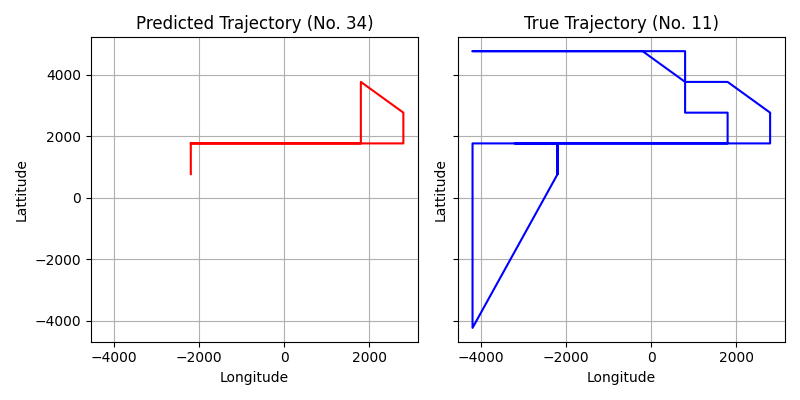 Predicted Trajectory (No. 34)
True Trajectory (No. 11)
4000
2000
0
−2000
−4000
Lattitude
Lattitude
−4000 −2000 0 2000
−4000 −2000 0 2000
Longitude
Longitude